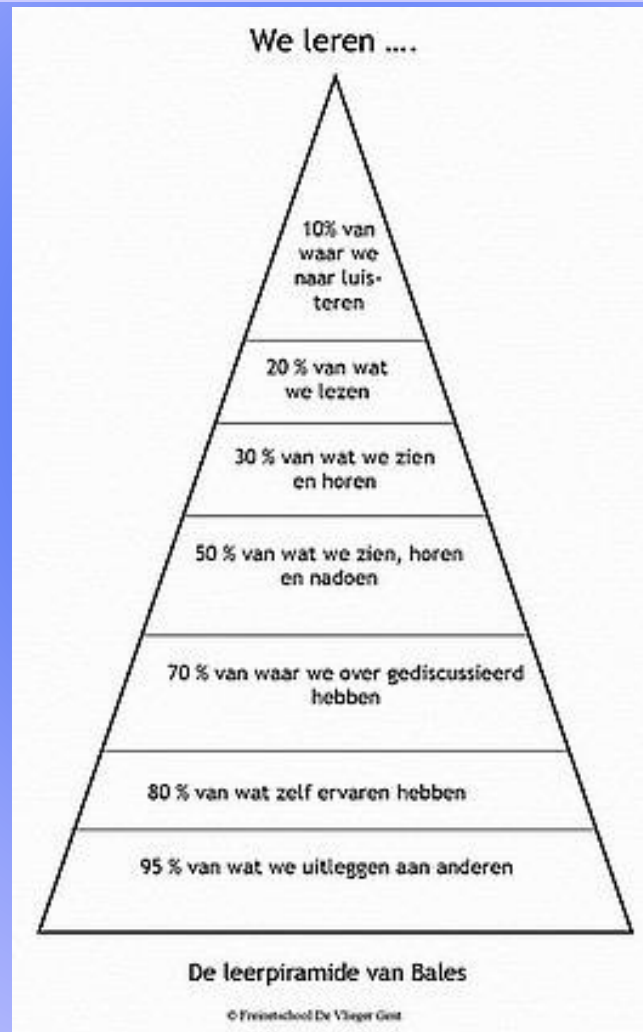 We leren ....
10% van
waar we
naar luis-
teren
20 % van wat
we lezen
30 % van wat we zien
en horen
50 % van wat we zien, horen
en nadoen
70 % van waar we over gediscussieerd
hebben
80 % van wat zelf ervaren hebben
95 % van wat we uitleggen aan anderen
De leerpiramide van Bales
© Freinetschool De Vlieger Gent